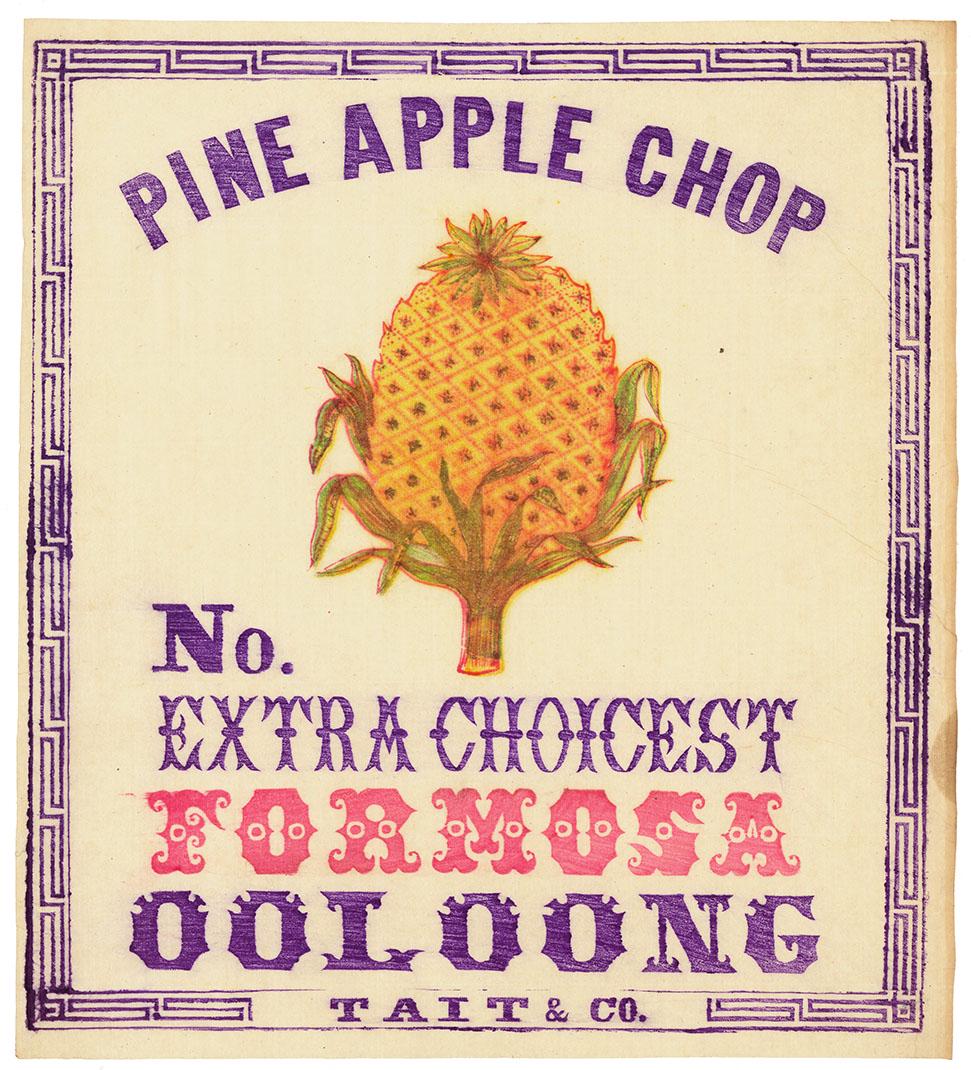 PINE APPLE CHOP
No.
EXTRA CHOICEST
FORMOSA
OOLOONG
TAIT & CO.